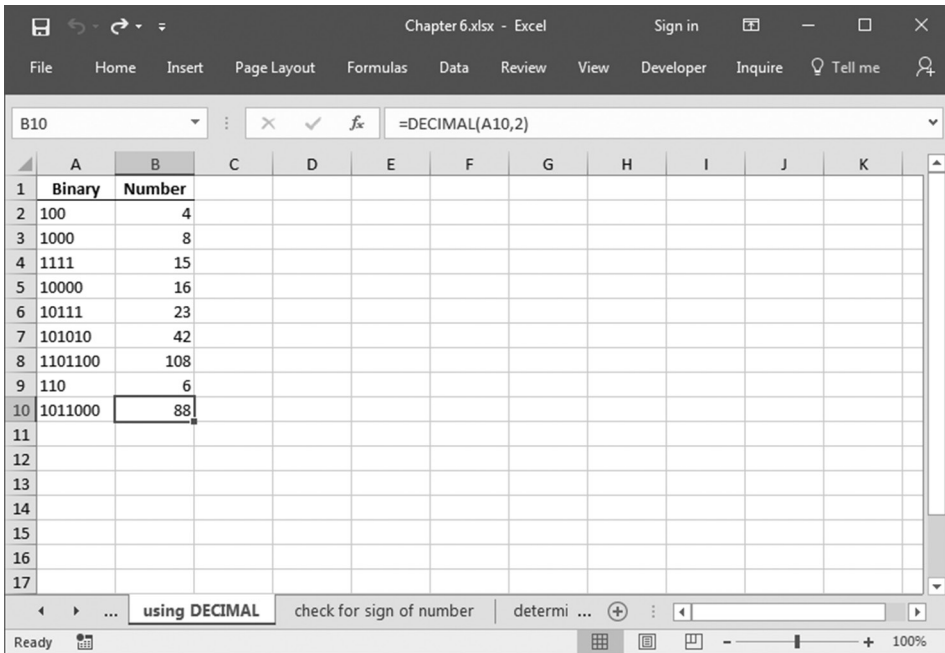 Chapter 6.xlsx - Excel Sign in
File Home Insert Page Layout Formulas Data Review View Developer Inquire Tell me
B10 fx =DECIMAL(A10,2)
A B C D E F G H I J K
1 Binary Number
2 100 4
3 1000 8
4 1111 15
5 10000 16
6 10111 23
7 101010 42
8 1101100 108
9 110 6
10 1011000 88
11
12
13
14
15
16
17
... using DECIMAL check for sign of number determi ...
Ready 100%